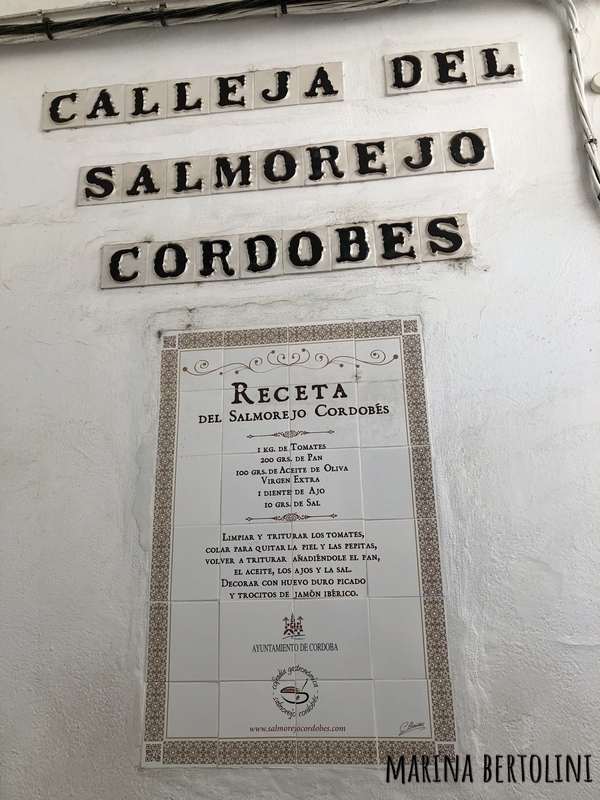 CALLEJA DEL
SALMOREJO
CORDOBES
RECETA
DEL SALMOREJO CORDOBÉS
1 KG. DE TOMATES
200 GRS. DE PAN
100 GRS. DE ACEITE DE OLIVA
VIRGEN EXTRA
1 DIENTE DE AJO
10 GRS. DE SAL
LIMPIAR Y TRITURAR LOS TOMATES,
COLAR PARA QUITAR LA PIEL Y LAS PEPITAS,
VOLVER A TRITURAR AÑADIÉNDOLE EL PAN,
EL ACEITE, LOS AJOS Y LA SAL.
DECORAR CON HUEVO DURO PICADO
Y TROCITOS DE JAMÓN IBÉRICO.
AYUNTAMIENTO DE CORDOBA
cofradía gastronómica
salmorejo cordobés
www.salmorejocordobes.com
MARINA BERTOLINI